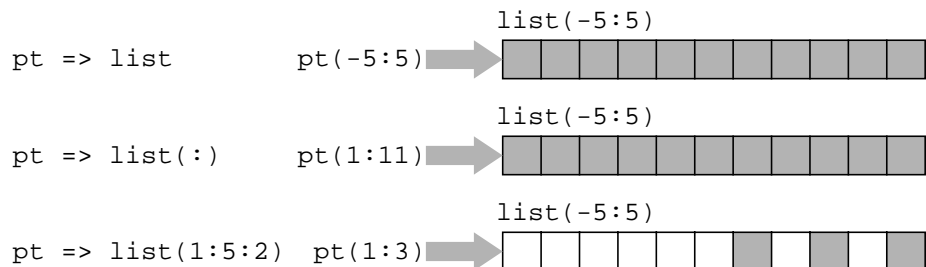 list(-5:5)
pt => list pt(-5:5)
list(-5:5)
pt => list(:) pt(1:11)
list(-5:5)
pt => list(1:5:2) pt(1:3)